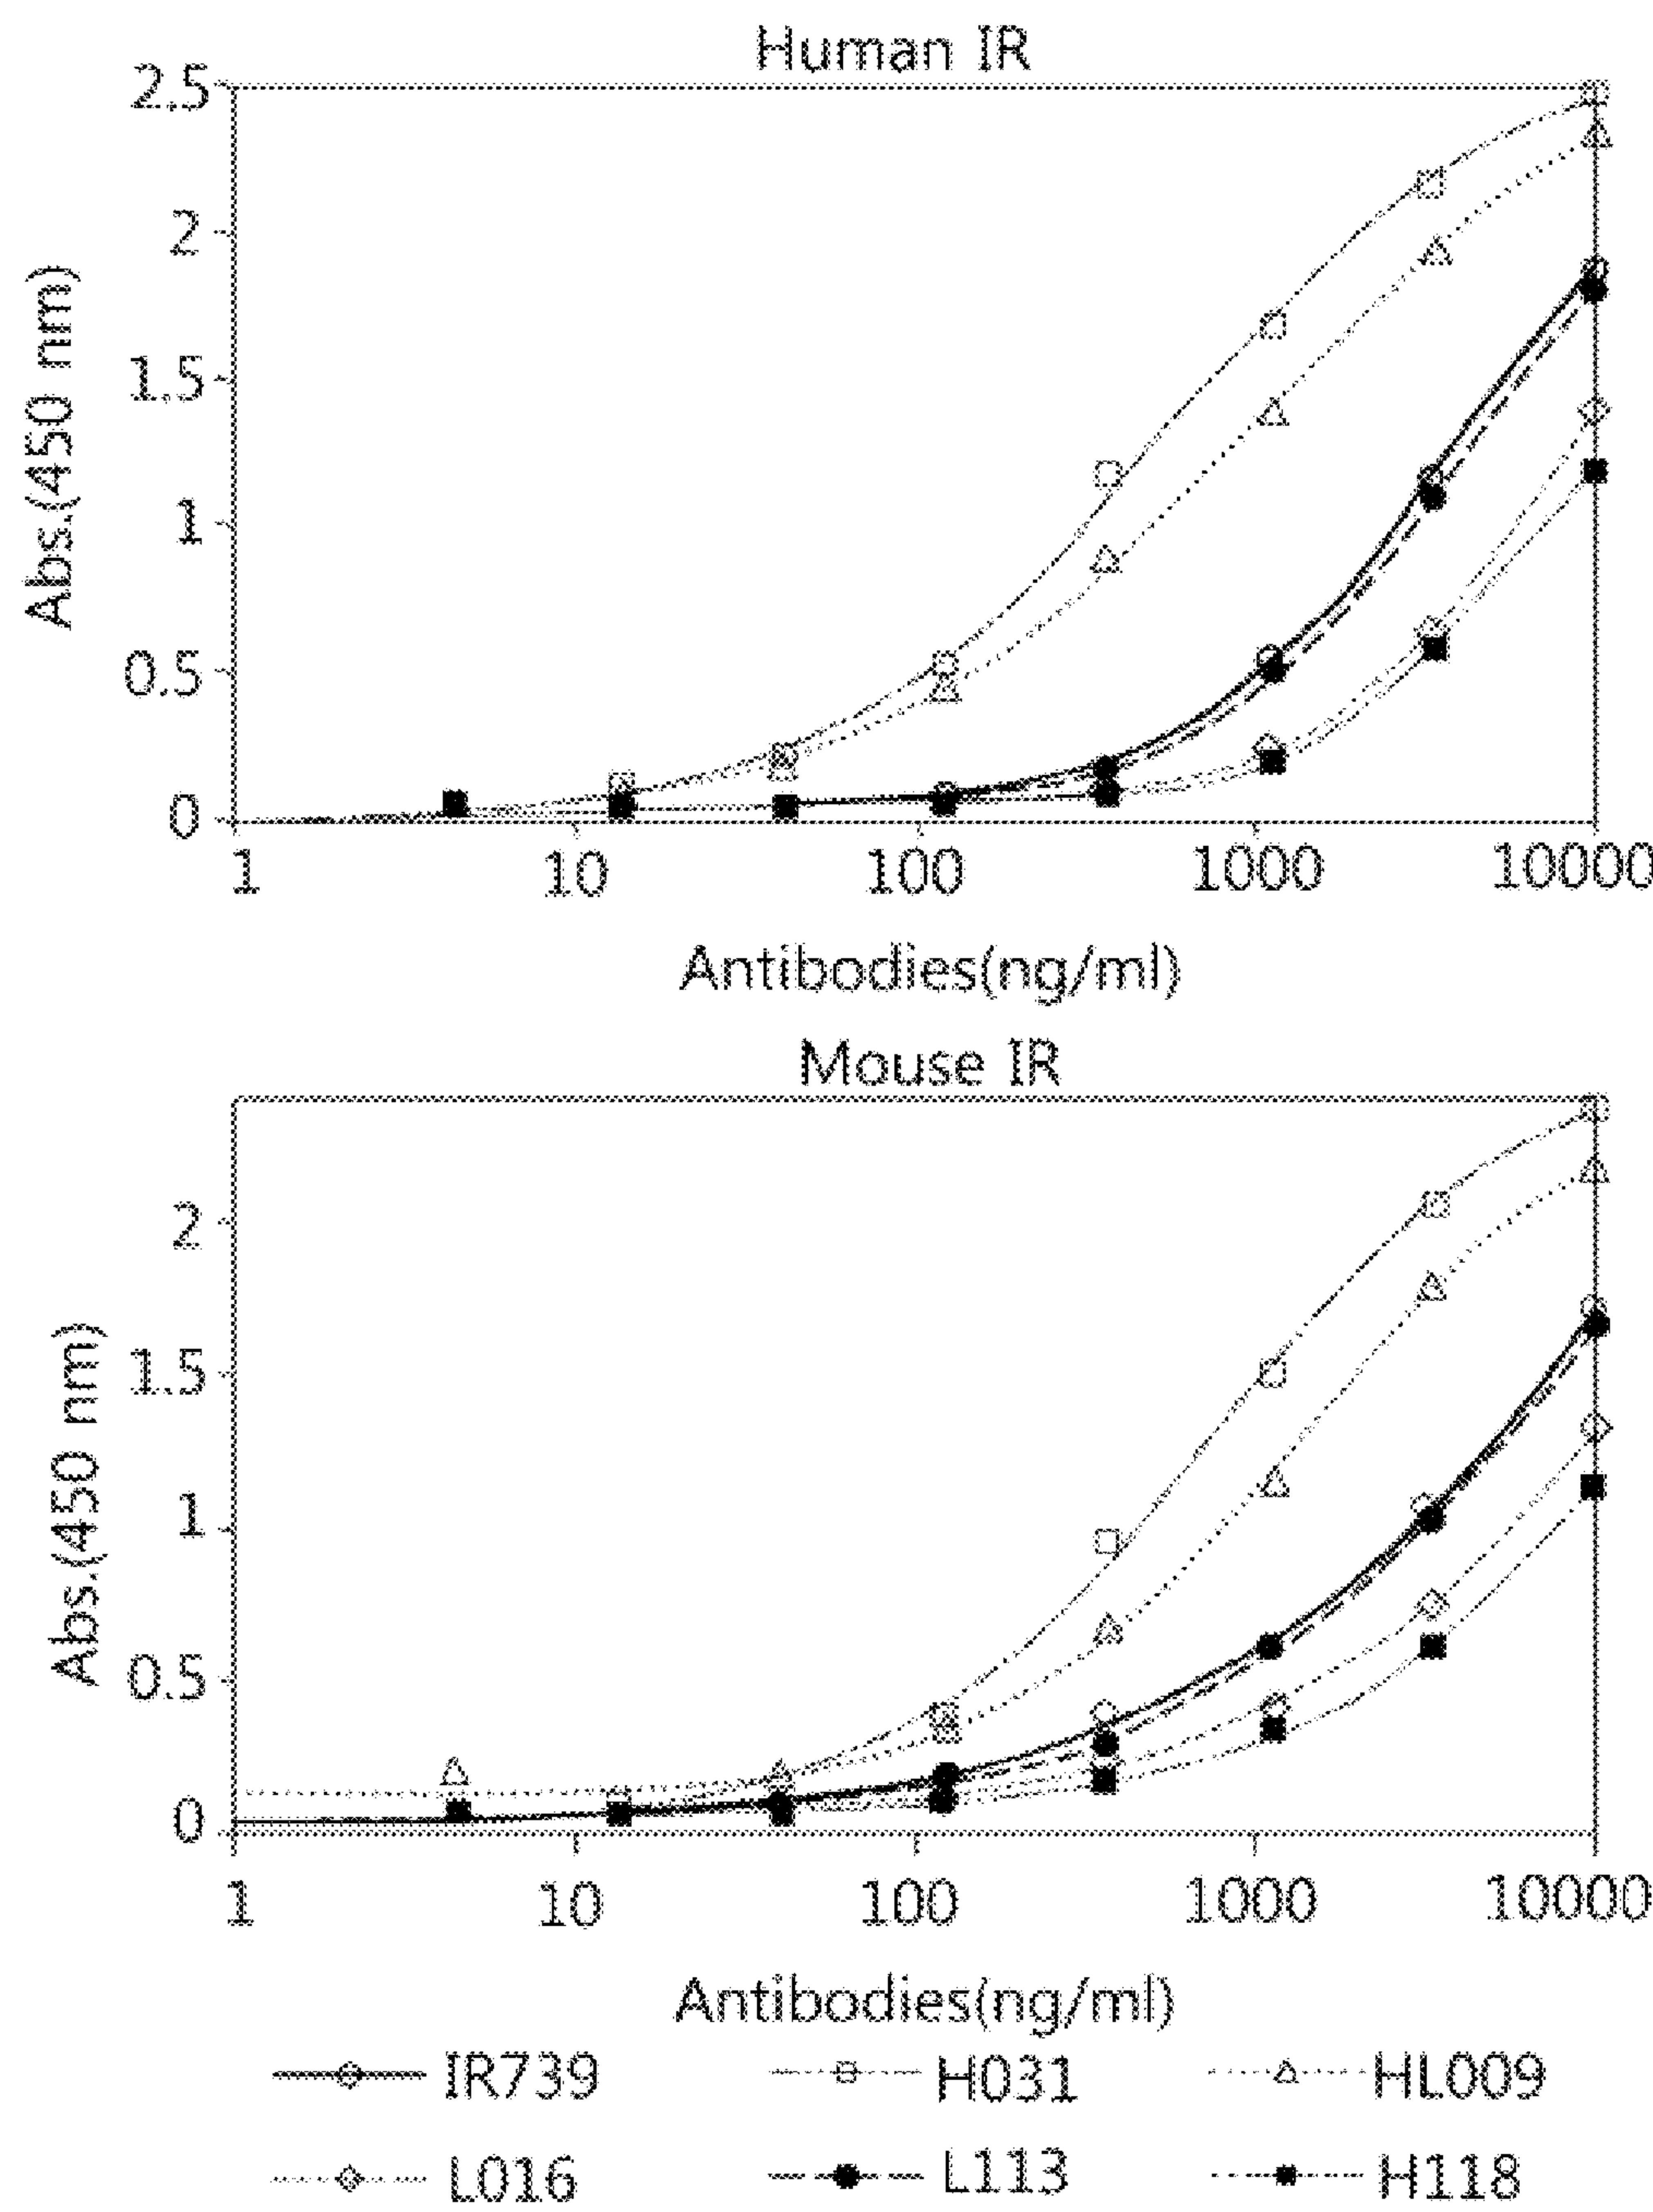 Human IR
2.5
2
1.5
1
0.5
0
Abs.(450 nm)
1 10 100 1000 10000
Antibodies(ng/ml)
Mouse IR
2
1.5
1
0.5
0
Abs.(450 nm)
1 10 100 1000 10000
Antibodies(ng/ml)
IR739 H031 HL009
L016 L113 H118